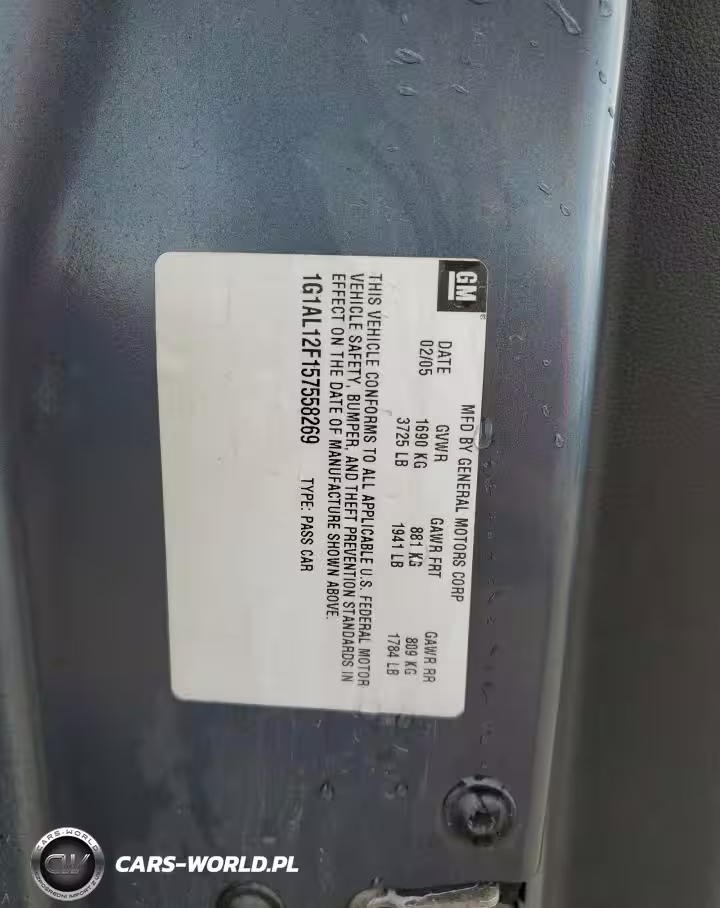 GM
MFD BY GENERAL MOTORS CORP
DATE GVWR GAWR FRT GAWR RR
02/05 1690 KG 881 KG 809 KG
3725 LB 1941 LB 1784 LB
THIS VEHICLE CONFORMS TO ALL APPLICABLE U.S. FEDERAL MOTOR
VEHICLE SAFETY, BUMPER, AND THEFT PREVENTION STANDARDS IN
EFFECT ON THE DATE OF MANUFACTURE SHOWN ABOVE.
1G1AL12F157558269 TYPE: PASS CAR
CARS-WORLD
CW
CARS-WORLD.PL